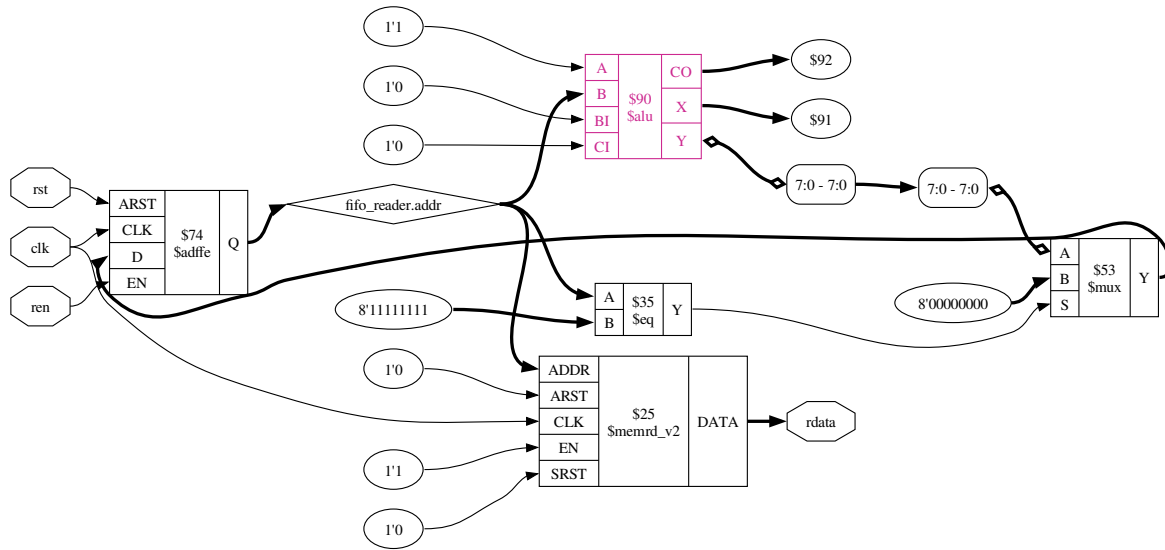 1'1
1'0
1'0
A
B
BI
CI
$90
$alu
CO
X
Y
$92
$91
7:0 - 7:0
7:0 - 7:0
rst
clk
ren
ARST
CLK
D
EN
$74
$adffe
Q
fifo_reader.addr
8'11111111
A
B
$35
$eq
Y
8'00000000
A
B
S
$53
$mux
Y
1'0
1'1
1'0
ADDR
ARST
CLK
EN
SRST
$25
$memrd_v2
DATA
rdata